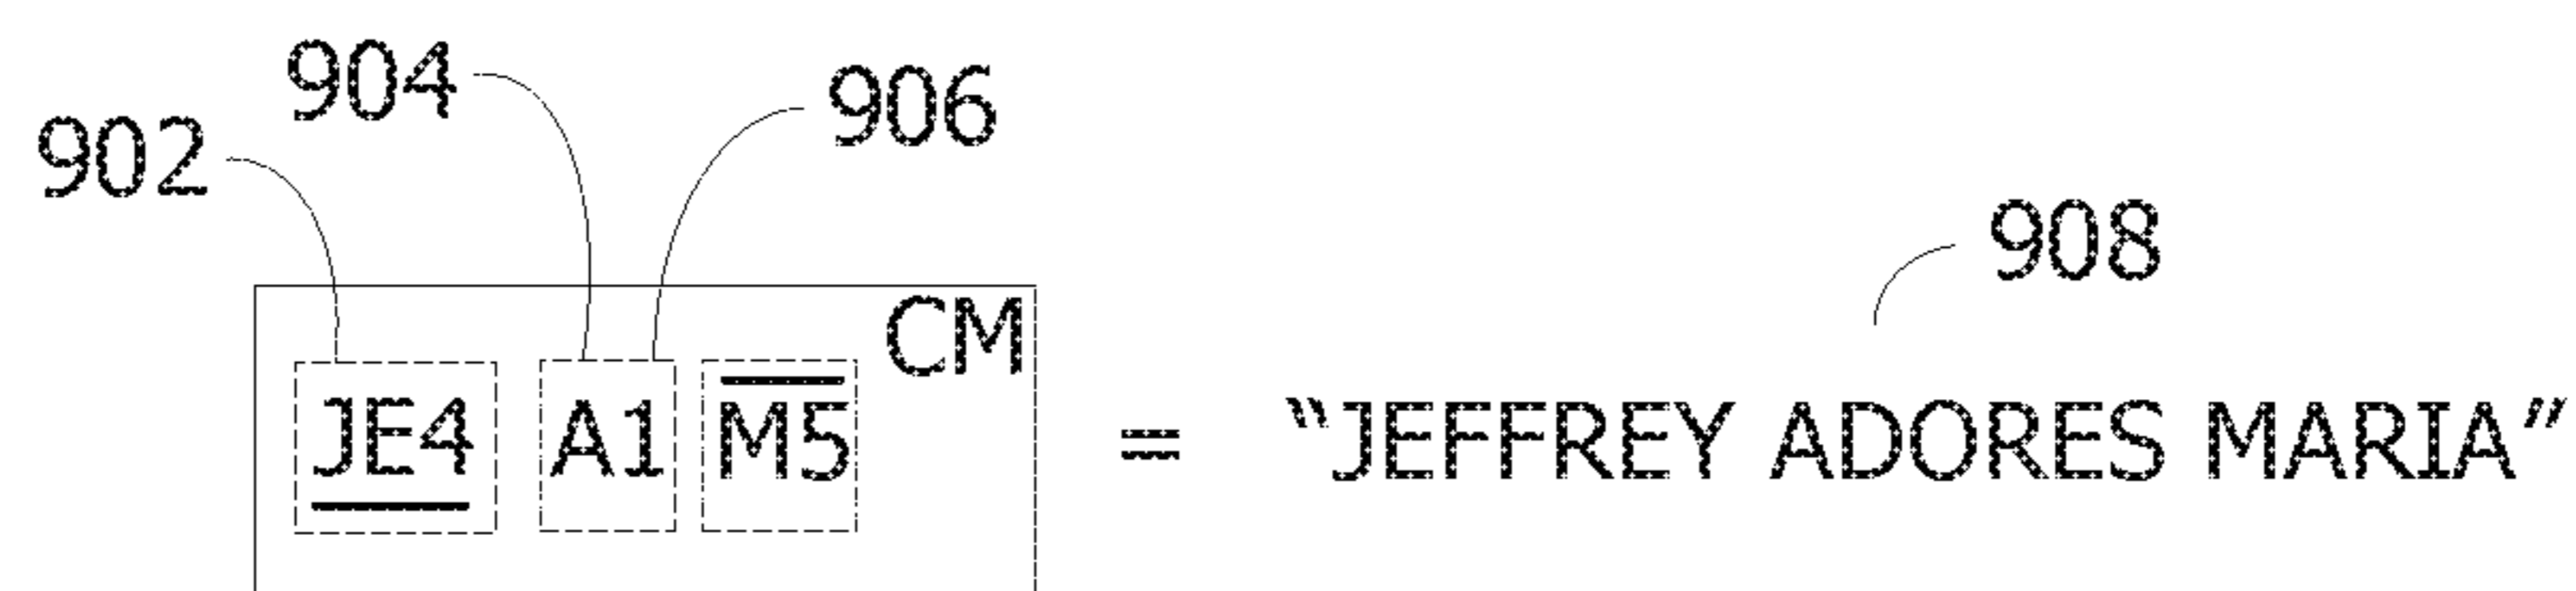 904
906
902
908
CM
JE4 A1 M5 = “JEFFREY ADORES MARIA”